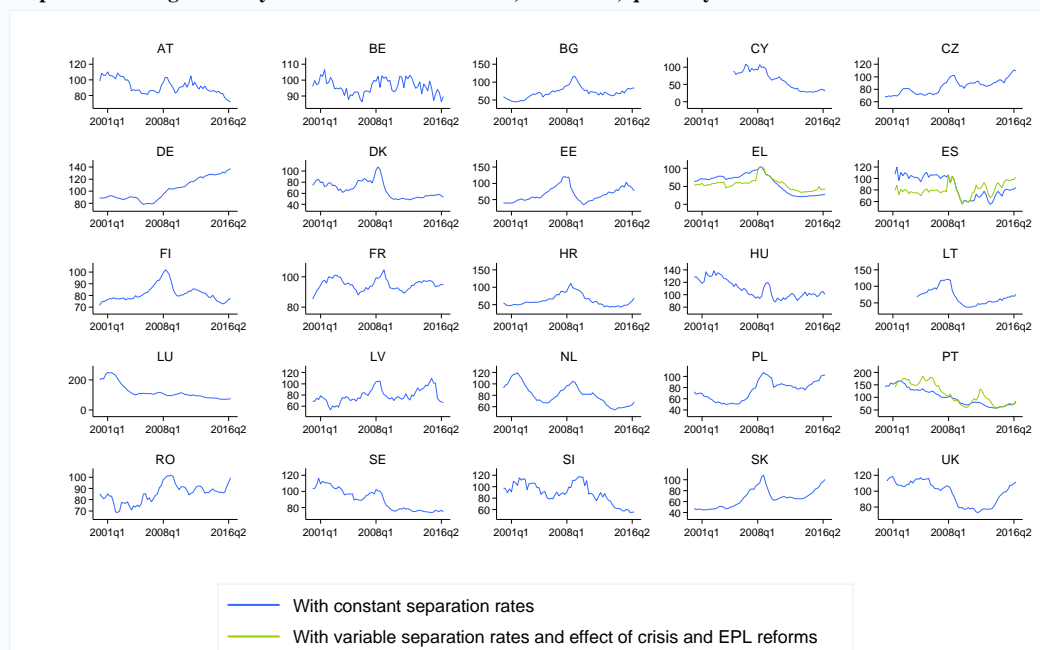 AT
120
100
80
2001q1 2008q1 2016q2
BE
110
100
90
2001q1 2008q1 2016q2
BG
150
100
50
2001q1 2008q1 2016q2
CY
100
50
0
2001q1 2008q1 2016q2
CZ
120
100
80
60
2001q1 2008q1 2016q2
DE
140
120
100
80
2001q1 2008q1 2016q2
DK
100
80
60
40
2001q1 2008q1 2016q2
EE
150
100
50
2001q1 2008q1 2016q2
EL
100
50
0
2001q1 2008q1 2016q2
ES
120
100
80
60
2001q1 2008q1 2016q2
FI
100
90
80
70
2001q1 2008q1 2016q2
FR
100
80
2001q1 2008q1 2016q2
HR
150
100
50
2001q1 2008q1 2016q2
HU
140
120
100
80
2001q1 2008q1 2016q2
LT
150
100
50
2001q1 2008q1 2016q2
LU
200
0
2001q1 2008q1 2016q2
LV
120
100
80
60
2001q1 2008q1 2016q2
NL
120
100
80
60
2001q1 2008q1 2016q2
PL
100
80
60
40
2001q1 2008q1 2016q2
PT
200
150
100
50
2001q1 2008q1 2016q2
RO
100
90
80
70
2001q1 2008q1 2016q2
SE
120
100
80
2001q1 2008q1 2016q2
SI
120
100
80
60
2001q1 2008q1 2016q2
SK
100
80
60
40
2001q1 2008q1 2016q2
UK
120
100
80
2001q1 2008q1 2016q2
With constant separation rates
With variable separation rates and effect of crisis and EPL reforms